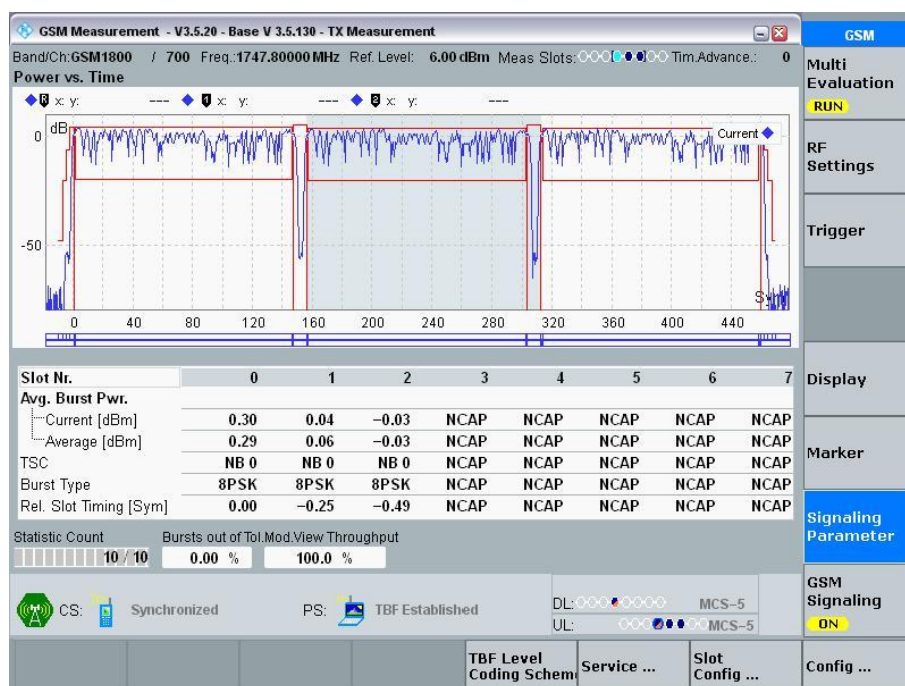 GSM Measurement - V3.5.20 - Base V 3.5.130 - TX Measurement
GSM
Band/Ch:GSM1800 / 700 Freq.:1747.80000 MHz Ref. Level: 6.00 dBm Meas Slots: Tim.Advance.: 0
Power vs. Time
R x: y: --- 1 x: y: --- 2 x: y: ---
dB
Current
0
-50
Sym
0 40 80 120 160 200 240 280 320 360 400 440
Slot Nr. 0 1 2 3 4 5 6 7
Avg. Burst Pwr.
Current [dBm] 0.30 0.04 −0.03 NCAP NCAP NCAP NCAP NCAP
Average [dBm] 0.29 0.06 −0.03 NCAP NCAP NCAP NCAP NCAP
TSC NB 0 NB 0 NB 0 NCAP NCAP NCAP NCAP NCAP
Burst Type 8PSK 8PSK 8PSK NCAP NCAP NCAP NCAP NCAP
Rel. Slot Timing [Sym] 0.00 −0.25 −0.49 NCAP NCAP NCAP NCAP NCAP
Statistic Count Bursts out of Tol. Mod.View Throughput
10 / 10 0.00 % 100.0 %
CS: Synchronized PS: TBF Established
DL: MCS−5
UL: MCS−5
Multi
Evaluation
RUN
RF
Settings
Trigger
Display
Marker
Signaling
Parameter
GSM
Signaling
ON
TBF Level
Coding Schem
Service ...
Slot
Config ...
Config ...